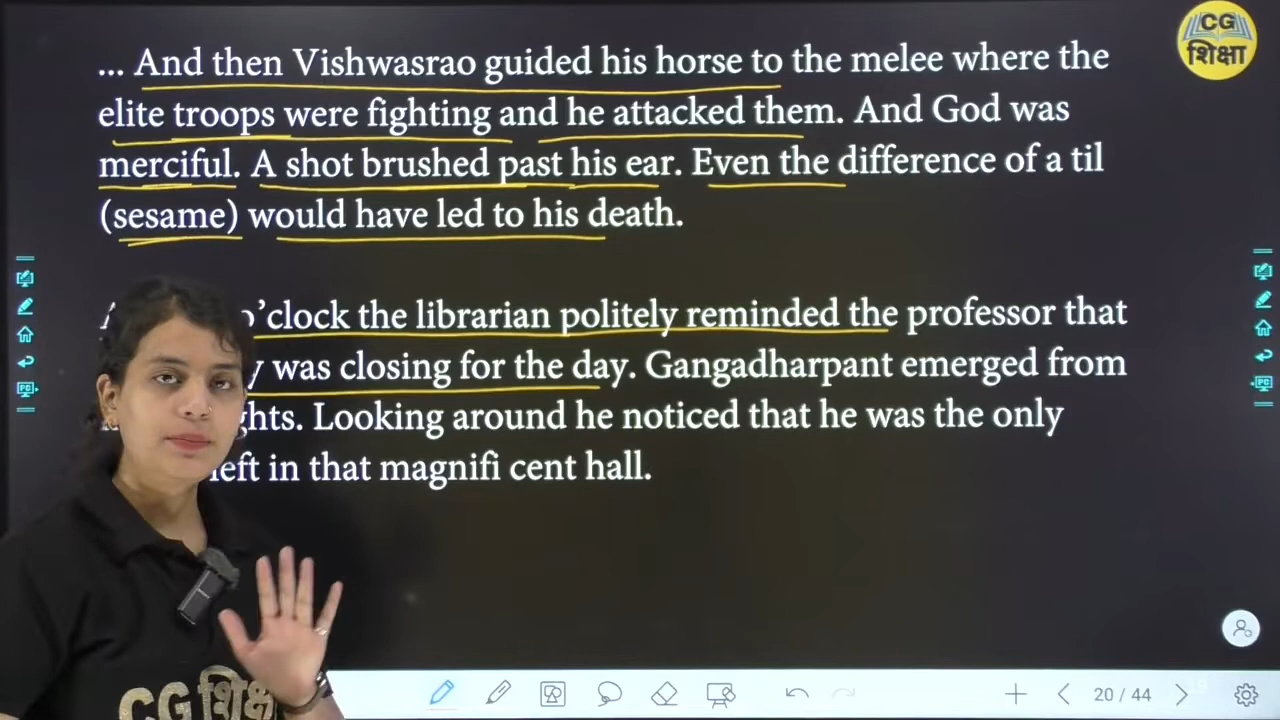 CG
शिक्षा
... And then Vishwasrao guided his horse to the melee where the
elite troops were fighting and he attacked them. And God was
merciful. A shot brushed past his ear. Even the difference of a til
(sesame) would have led to his death.
o’clock the librarian politely reminded the professor that
was closing for the day. Gangadharpant emerged from
Looking around he noticed that he was the only
left in that magnifi cent hall.
CG शिक्षा
20 / 44